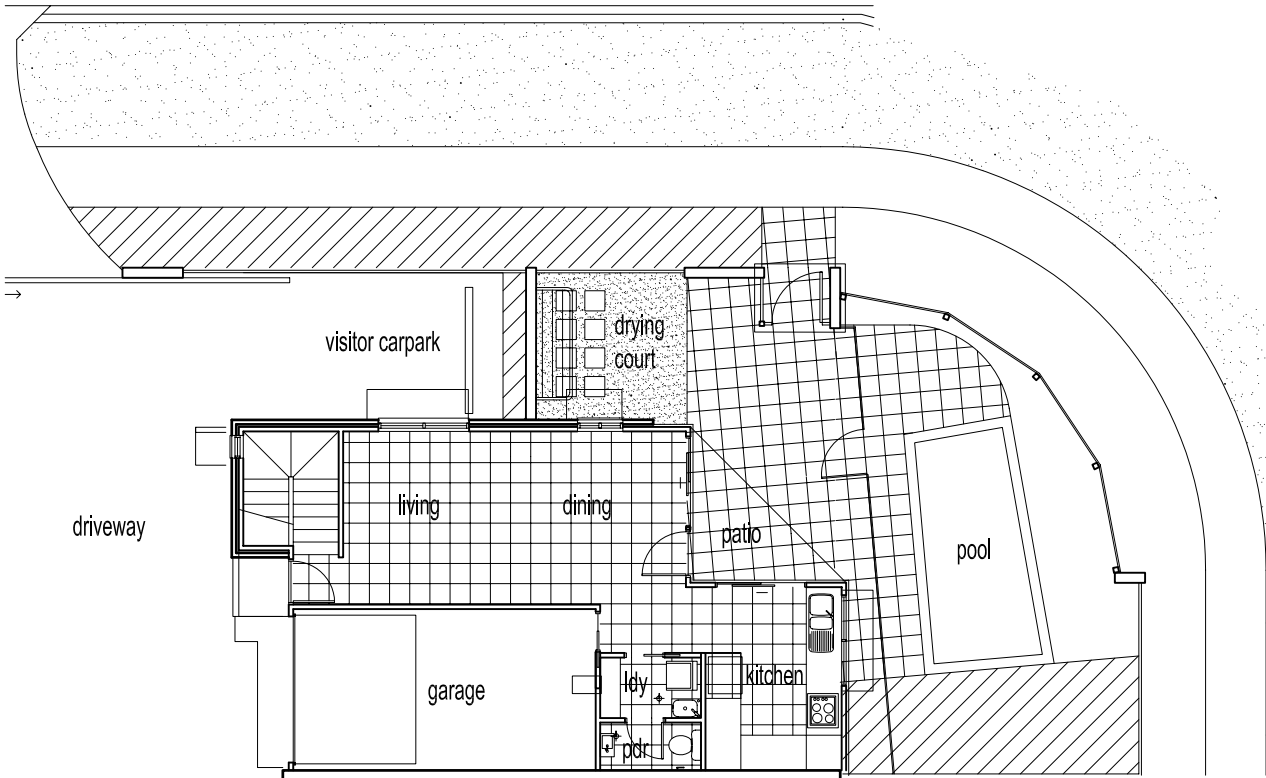 drying
court
visitor carpark
living
dining
driveway
patio
pool
garage
ldy
kitchen
pdr